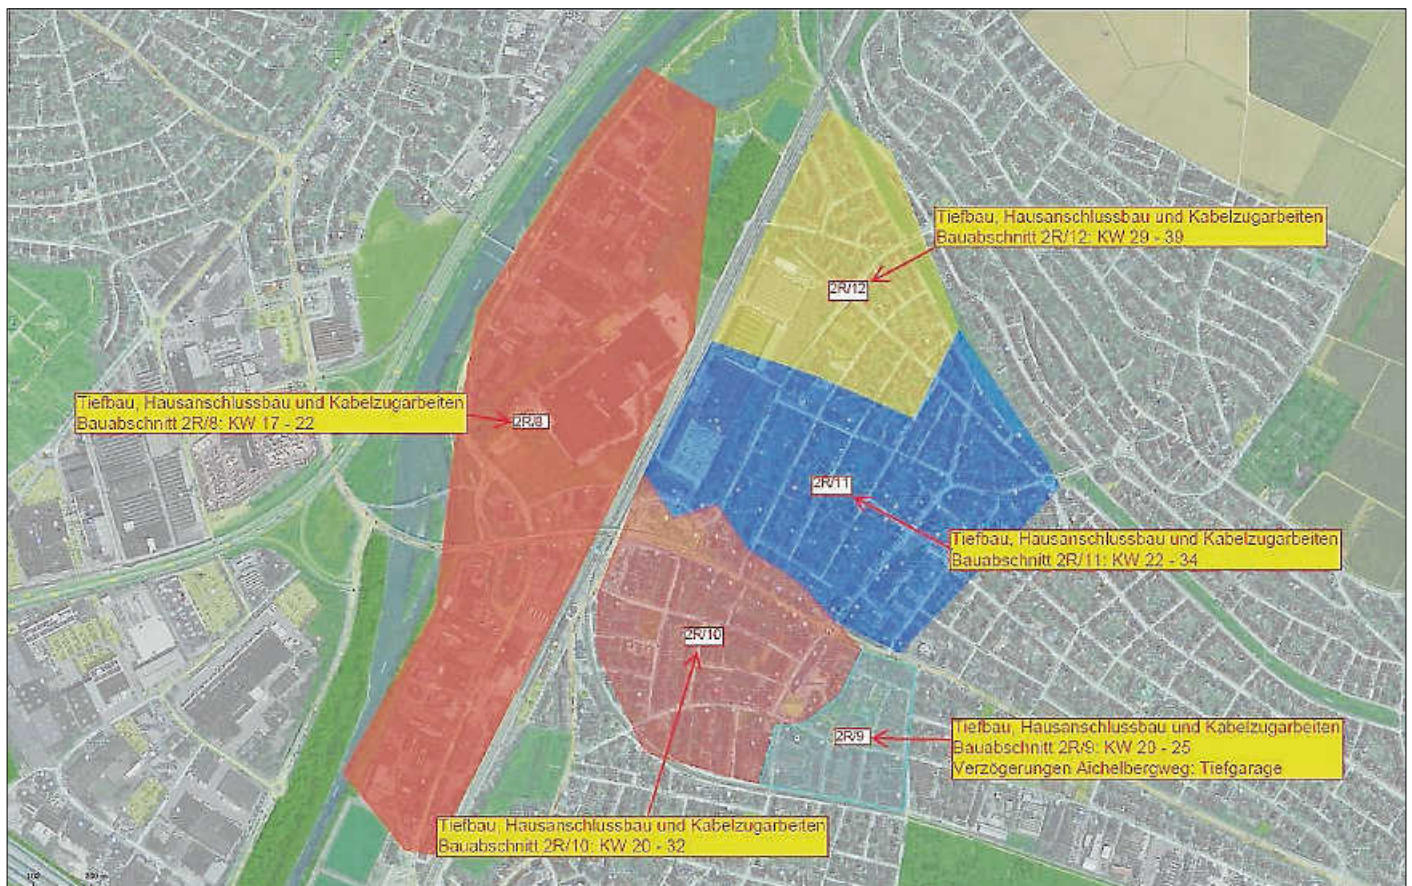 Tiefbau, Hausanschlussbau und Kabelzugarbeiten
Bauabschnitt 2R/12: KW 29 - 39
2R/12
Tiefbau, Hausanschlussbau und Kabelzugarbeiten
Bauabschnitt 2R/8: KW 17 - 22
2R/8
2R/11
Tiefbau, Hausanschlussbau und Kabelzugarbeiten
Bauabschnitt 2R/11: KW 22 - 34
2R/10
2R/9
Tiefbau, Hausanschlussbau und Kabelzugarbeiten
Bauabschnitt 2R/9: KW 20 - 25
Verzögerungen Aichelbergweg: Tiefgarage
Tiefbau, Hausanschlussbau und Kabelzugarbeiten
Bauabschnitt 2R/10: KW 20 - 32